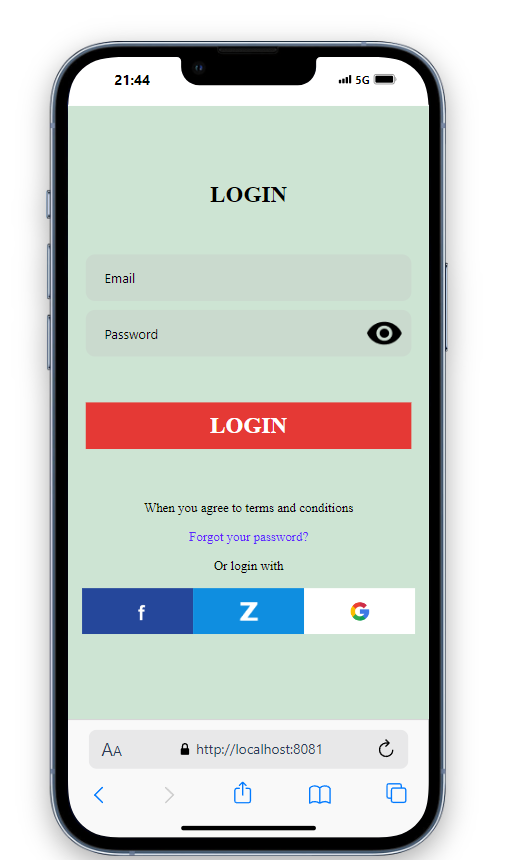 21:44
5G
LOGIN
Email
Password
LOGIN
When you agree to terms and conditions
Forgot your password?
Or login with
f
Z
G
AA
http://localhost:8081